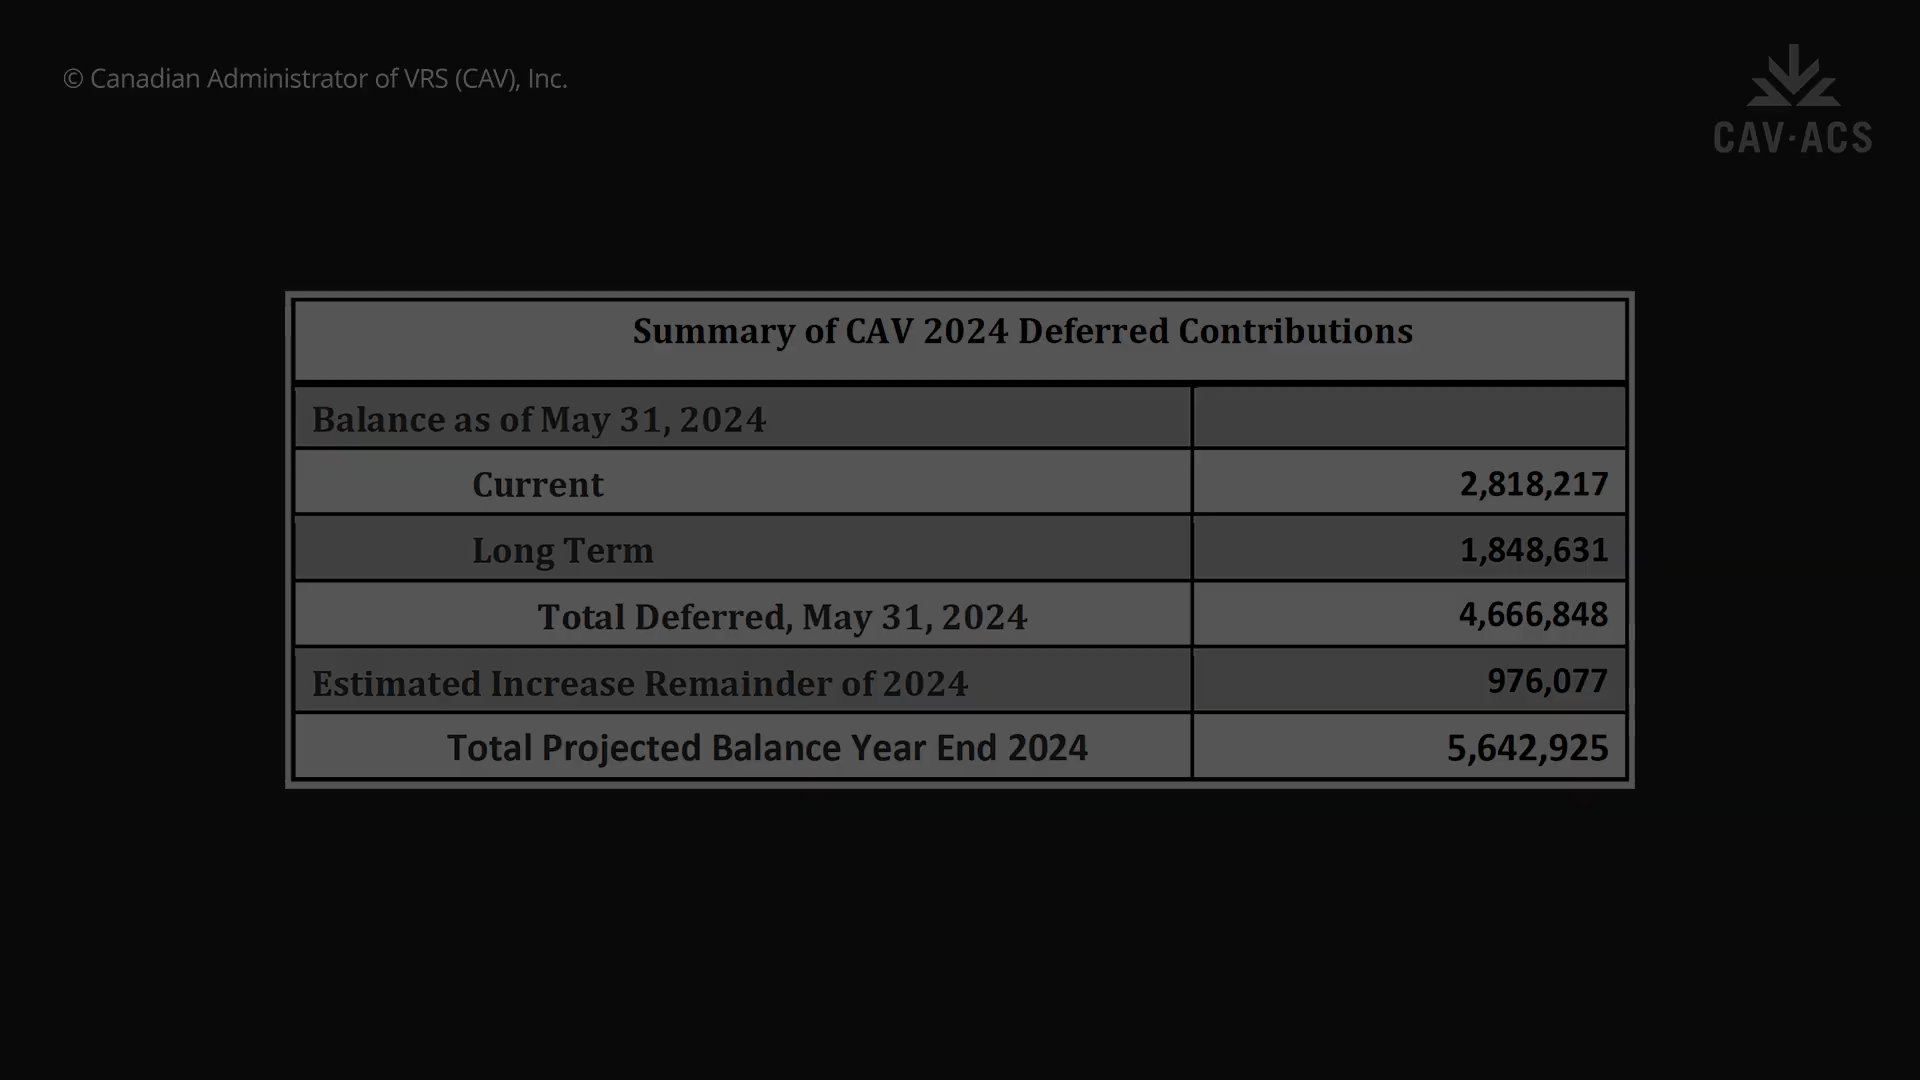 © Canadian Administrator of VRS (CAV), Inc.
CAV·ACS
Summary of CAV 2024 Deferred Contributions
Balance as of May 31, 2024
Current 2,818,217
Long Term 1,848,631
Total Deferred, May 31, 2024 4,666,848
Estimated Increase Remainder of 2024 976,077
Total Projected Balance Year End 2024 5,642,925